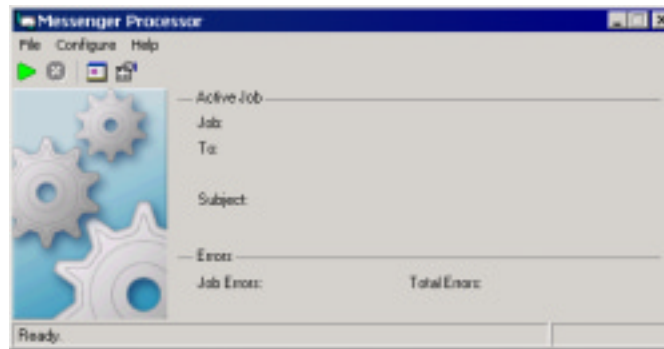 Messenger Processor
File Configure Help
Active Job
Job:
To:
Subject:
Errors
Job Errors: Total Errors:
Ready.